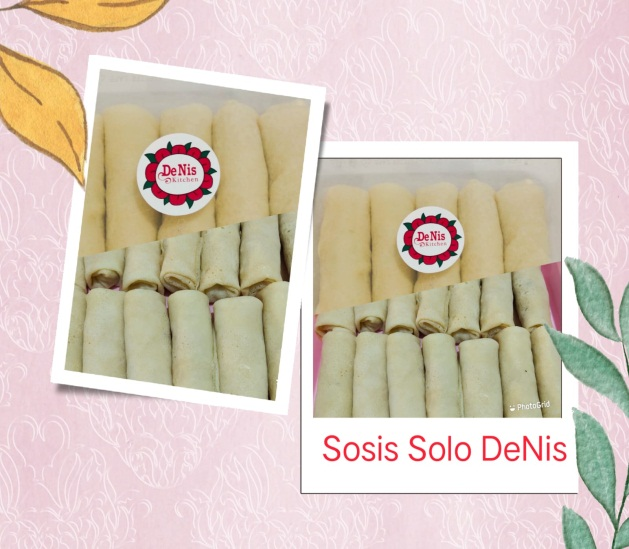 DeNis
Kitchen
DeNis
Kitchen
PhotoGrid
Sosis Solo DeNis